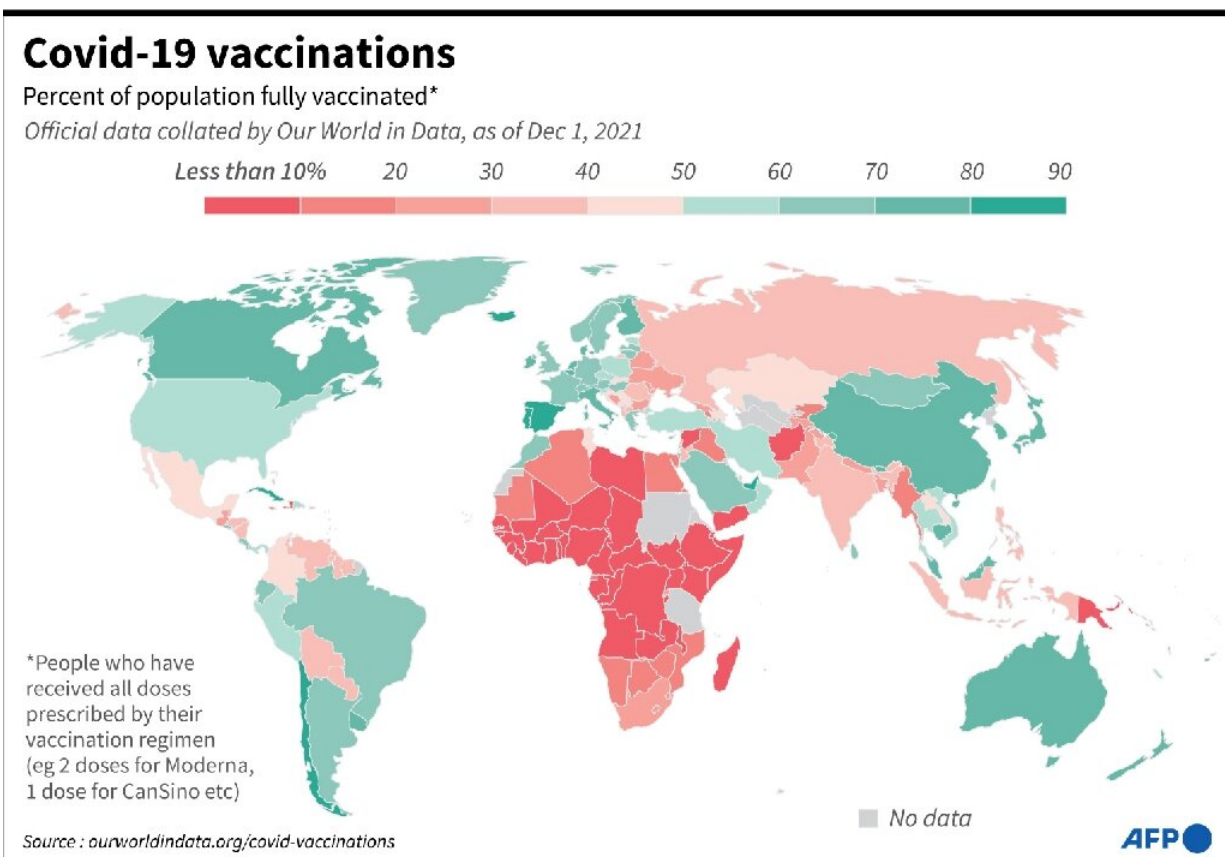 Covid-19 vaccinations
Percent of population fully vaccinated*
Official data collated by Our World in Data, as of Dec 1, 2021
Less than 10% 20 30 40 50 60 70 80 90
*People who have
received all doses
prescribed by their
vaccination regimen
(eg 2 doses for Moderna,
1 dose for CanSino etc)
No data
Source : ourworldindata.org/covid-vaccinations
AFP